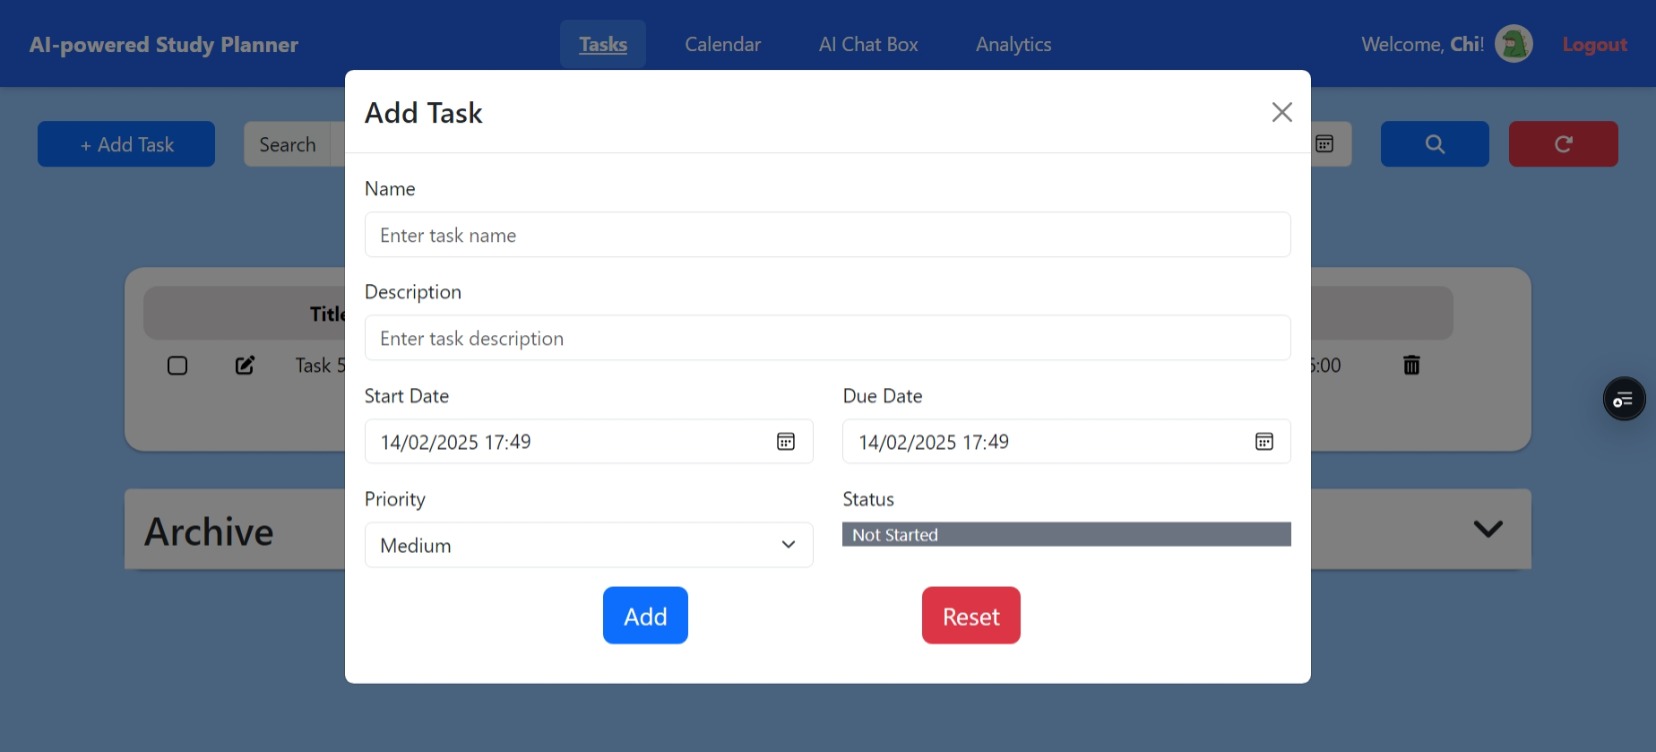 AI-powered Study Planner
Tasks
Calendar
AI Chat Box
Analytics
Welcome, Chi!
Logout
+ Add Task
Search
Add Task
Name
Enter task name
Description
Enter task description
Start Date
Due Date
14/02/2025 17:49
14/02/2025 17:49
Priority
Status
Medium
Not Started
Add
Reset
Title
Task 5
:00
Archive